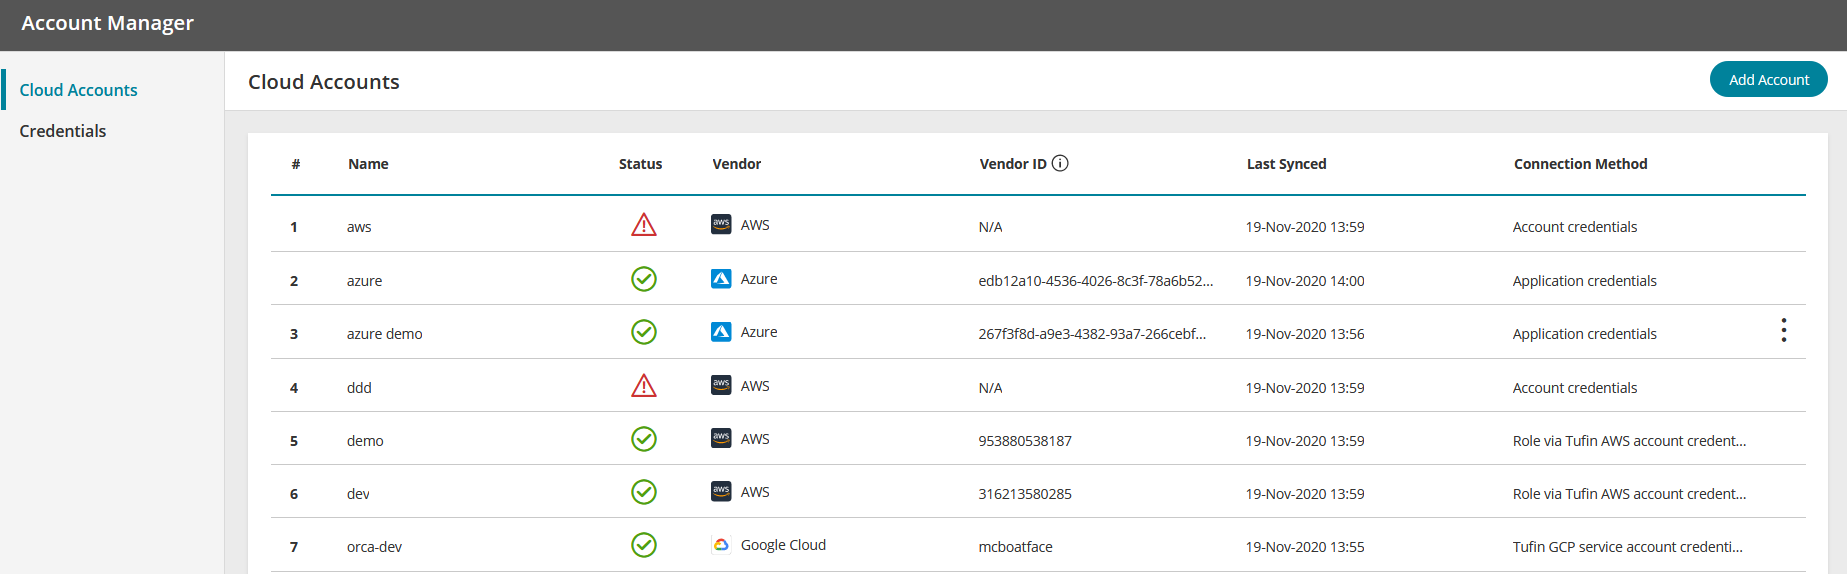 Account Manager
Cloud Accounts
Credentials
Cloud Accounts
Add Account
# Name Status Vendor Vendor ID Last Synced Connection Method
1 aws aws AWS N/A 19-Nov-2020 13:59 Account credentials
2 azure Azure edb12a10-4536-4026-8c3f-78a6b52... 19-Nov-2020 14:00 Application credentials
3 azure demo Azure 267f3f8d-a9e3-4382-93a7-266cebf... 19-Nov-2020 13:56 Application credentials
4 ddd aws AWS N/A 19-Nov-2020 13:59 Account credentials
5 demo aws AWS 953880538187 19-Nov-2020 13:59 Role via Tufin AWS account credent...
6 dev aws AWS 316213580285 19-Nov-2020 13:59 Role via Tufin AWS account credent...
7 orca-dev Google Cloud mcboatface 19-Nov-2020 13:55 Tufin GCP service account credenti...